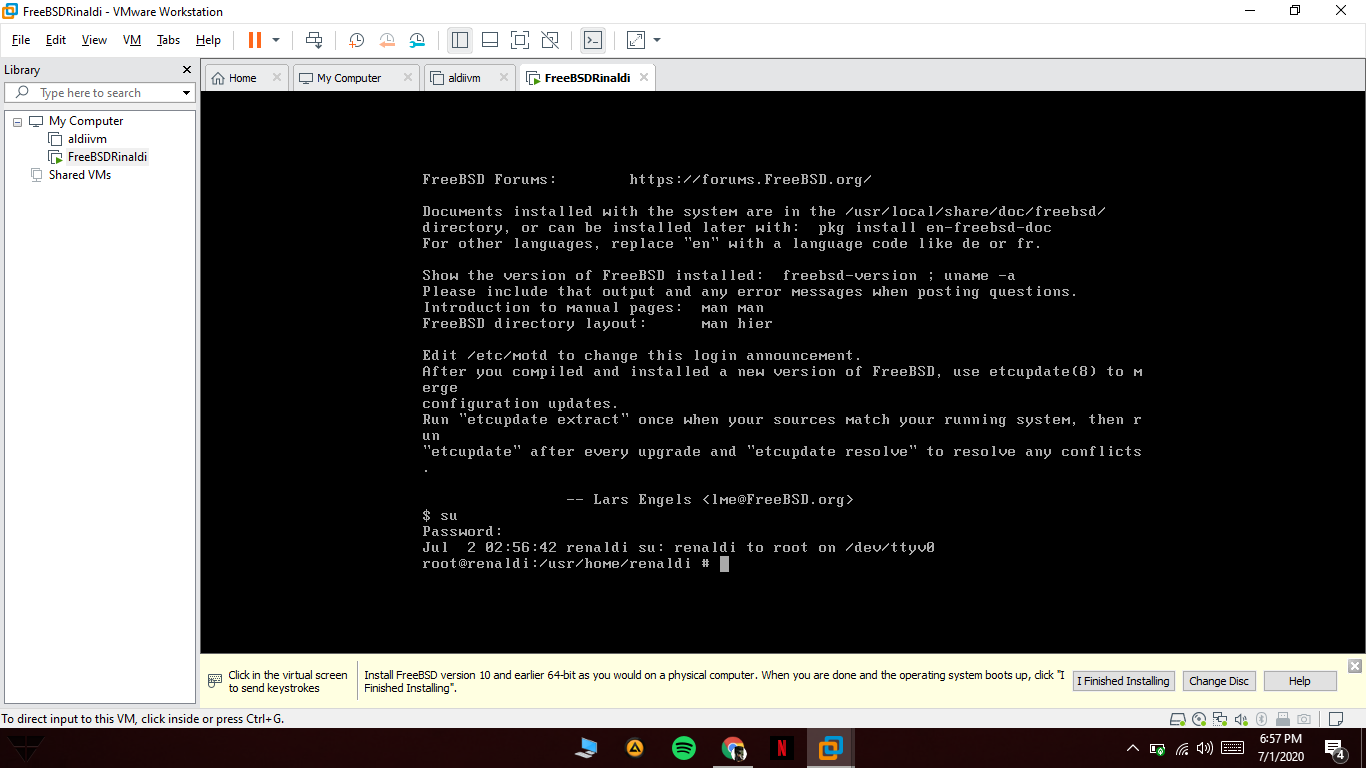 FreeBSDRinaldi - VMware Workstation
File Edit View VM Tabs Help
Library
Type here to search
My Computer
aldiivm
FreeBSDRinaldi
Shared VMs
Home My Computer aldiivm FreeBSDRinaldi
FreeBSD Forums: https://forums.FreeBSD.org/
Documents installed with the system are in the /usr/local/share/doc/freebsd/
directory, or can be installed later with: pkg install en-freebsd-doc
For other languages, replace "en" with a language code like de or fr.
Show the version of FreeBSD installed: freebsd-version ; uname -a
Please include that output and any error messages when posting questions.
Introduction to manual pages: man man
FreeBSD directory layout: man hier
Edit /etc/motd to change this login announcement.
After you compiled and installed a new version of FreeBSD, use etcupdate(8) to m
erge
configuration updates.
Run "etcupdate extract" once when your sources match your running system, then r
un
"etcupdate" after every upgrade and "etcupdate resolve" to resolve any conflicts
.
-- Lars Engels <lme@FreeBSD.org>
$ su
Password:
Jul 2 02:56:42 renaldi su: renaldi to root on /dev/ttyv0
root@renaldi:/usr/home/renaldi #
Click in the virtual screen
to send keystrokes
Install FreeBSD version 10 and earlier 64-bit as you would on a physical computer. When you are done and the operating system boots up, click "I
Finished Installing".
I Finished Installing Change Disc Help
To direct input to this VM, click inside or press Ctrl+G.
6:57 PM
7/1/2020
4